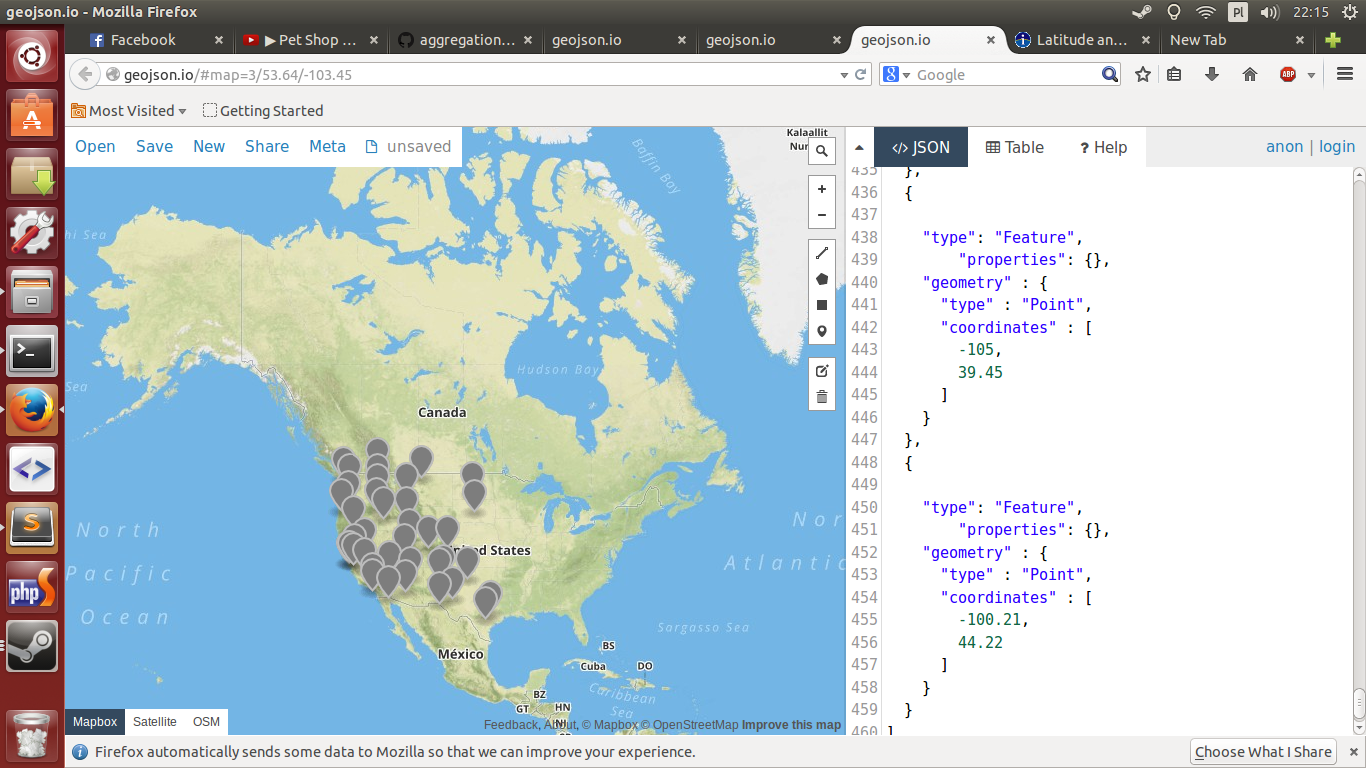 geojson.io - Mozilla Firefox
Pl
22:15
Facebook
▶ Pet Shop ...
aggregation...
geojson.io
geojson.io
geojson.io
Latitude an...
New Tab
geojson.io/#map=3/53.64/-103.45
Google
ABP
Most Visited
Getting Started
Open
Save
New
Share
Meta
unsaved
</> JSON
Table
? Help
anon | login
Kalaallit
Nun
Baffin Bay
hi Sea
Sea
Hudson Bay
Canada
North
Pacific
Ocean
nited States
Nor
Atlantic
Sargasso Sea
México
BS
Cuba
DO
Caribbean
Sea
BZ
GT
HN
NI
Mapbox
Satellite
OSM
Feedback, About, © Mapbox © OpenStreetMap Improve this map
435 },
436 {
437
438 "type": "Feature",
439 "properties": {},
440 "geometry" : {
441 "type" : "Point",
442 "coordinates" : [
443 -105,
444 39.45
445 ]
446 }
447 },
448 {
449
450 "type": "Feature",
451 "properties": {},
452 "geometry" : {
453 "type" : "Point",
454 "coordinates" : [
455 -100.21,
456 44.22
457 ]
458 }
459 }
460 ]
php
S
Firefox automatically sends some data to Mozilla so that we can improve your experience.
Choose What I Share